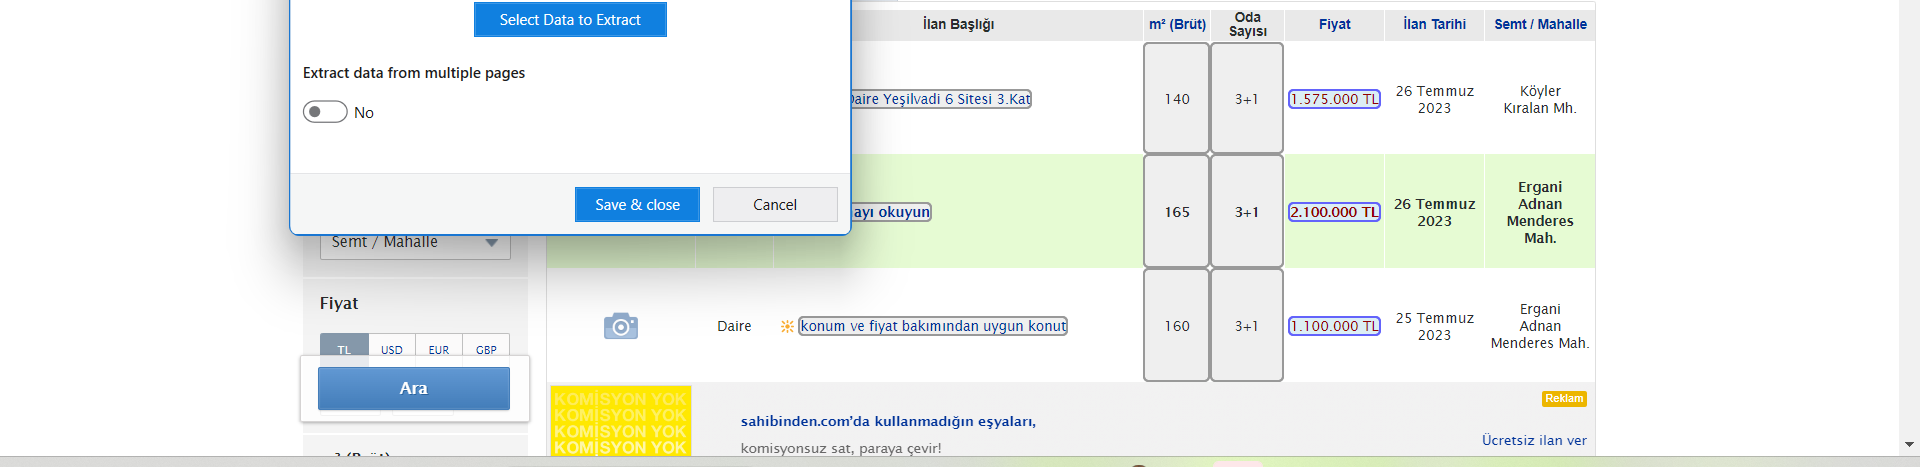 Select Data to Extract
Extract data from multiple pages
No
Save & close
Cancel
Semt / Mahalle
Fiyat
TL USD EUR GBP
Ara
İlan Başlığı
m² (Brüt)
Oda
Sayısı
Fiyat
İlan Tarihi
Semt / Mahalle
Daire Yeşilvadi 6 Sitesi 3.Kat
140
3+1
1.575.000 TL
26 Temmuz
2023
Köyler
Kıralan Mh.
ayı okuyun
165
3+1
2.100.000 TL
26 Temmuz
2023
Ergani
Adnan
Menderes
Mah.
Daire
konum ve fiyat bakımından uygun konut
160
3+1
1.100.000 TL
25 Temmuz
2023
Ergani
Adnan
Menderes Mah.
KOMİSYON YOK
KOMİSYON YOK
KOMİSYON YOK
KOMİSYON YOK
sahibinden.com’da kullanmadığın eşyaları,
komisyonsuz sat, paraya çevir!
Reklam
Ücretsiz ilan ver